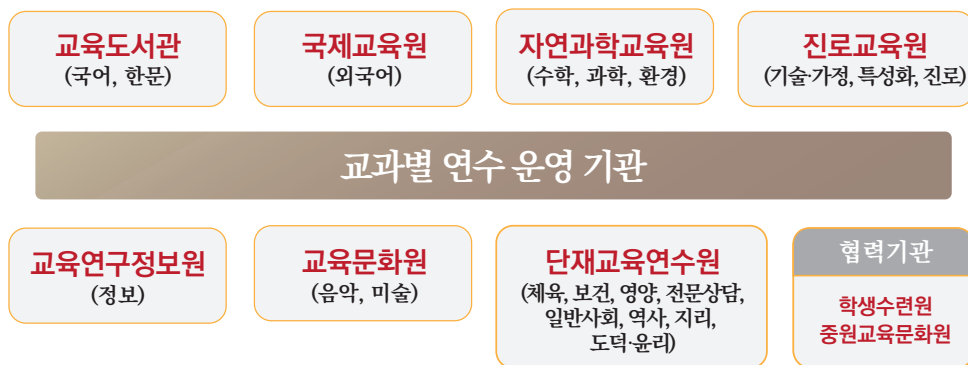 교육도서관
(국어, 한문)
국제교육원
(외국어)
자연과학교육원
(수학, 과학, 환경)
진로교육원
(기술·가정, 특성화, 진로)
교과별 연수 운영 기관
교육연구정보원
(정보)
교육문화원
(음악, 미술)
단재교육연수원
(체육, 보건, 영양, 전문상담,
일반사회, 역사, 지리,
도덕·윤리)
협력기관
학생수련원
중원교육문화원